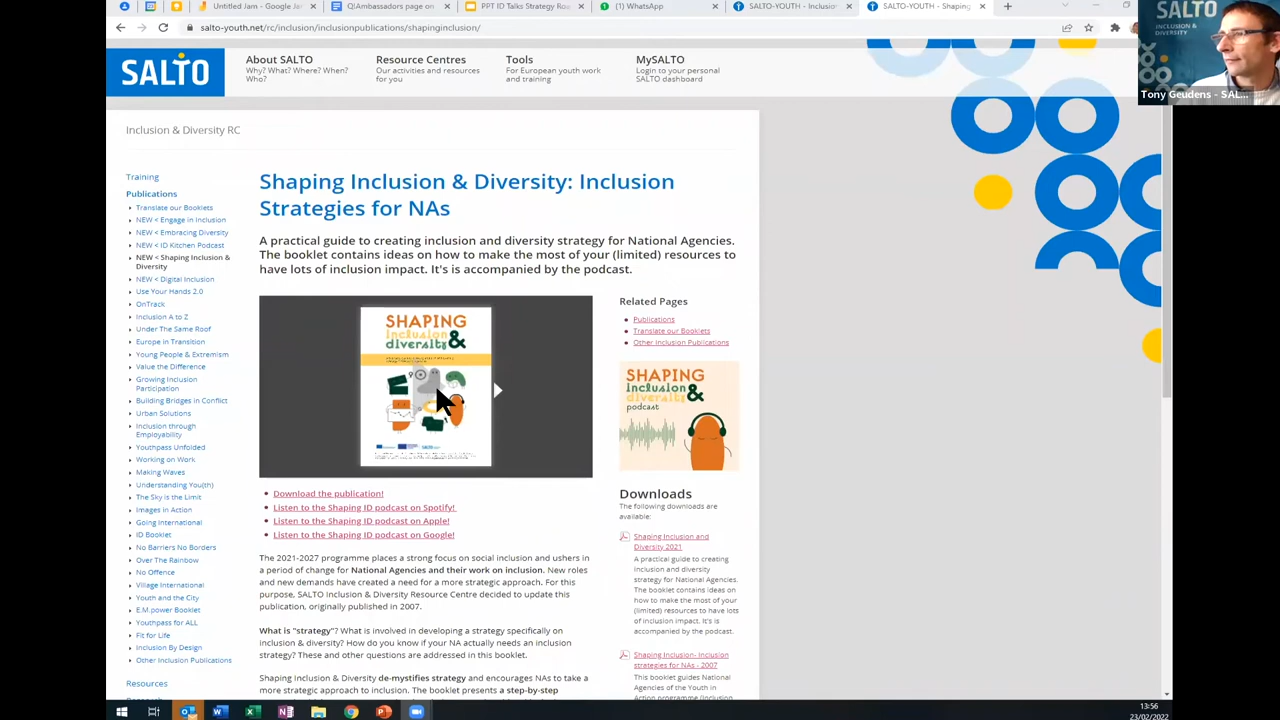 Untitled Jam - Google Ja
Q!Ambassadors page on
PPT ID Talks Strategy Rou
(1) WhatsApp
SALTO-YOUTH - Inclusion
SALTO-YOUTH - Shaping
salto-youth.net/rc/inclusion/inclusionpublications/shapinginclusion/
SALTO
INCLUSION &
DIVERSITY
Tony Geudens - SAL...
SALTO
About SALTO
Why? What? Where? When?
Who?
Resource Centres
Our activities and resources
for you
Tools
For European youth work
and training
MySALTO
Login to your personal
SALTO dashboard
Inclusion & Diversity RC
Training
Publications
Translate our Booklets
NEW < Engage in Inclusion
NEW < Embracing Diversity
NEW < ID Kitchen Podcast
NEW < Shaping Inclusion &
Diversity
NEW < Digital Inclusion
Use Your Hands 2.0
OnTrack
Inclusion A to Z
Under The Same Roof
Europe in Transition
Young People & Extremism
Value the Difference
Growing Inclusion
Participation
Building Bridges in Conflict
Urban Solutions
Inclusion through
Employability
Youthpass Unfolded
Working on Work
Making Waves
Understanding You(th)
The Sky is the Limit
Images in Action
Going International
ID Booklet
No Barriers No Borders
Over The Rainbow
No Offence
Village International
Youth and the City
E.M.power Booklet
Youthpass for ALL
Fit for Life
Inclusion By Design
Other Inclusion Publications
Resources
Shaping Inclusion & Diversity: Inclusion
Strategies for NAs
A practical guide to creating inclusion and diversity strategy for National Agencies.
The booklet contains ideas on how to make the most of your (limited) resources to
have lots of inclusion impact. It's is accompanied by the podcast.
SHAPING
inclusion
diversity &
Download the publication!
Listen to the Shaping ID podcast on Spotify!
Listen to the Shaping ID podcast on Apple!
Listen to the Shaping ID podcast on Google!
The 2021-2027 programme places a strong focus on social inclusion and ushers in
a period of change for National Agencies and their work on inclusion. New roles
and new demands have created a need for a more strategic approach. For this
purpose, SALTO Inclusion & Diversity Resource Centre decided to update this
publication, originally published in 2007.
What is "strategy"? What is involved in developing a strategy specifically on
inclusion & diversity? How do you know if your NA actually needs an inclusion
strategy? These and other questions are addressed in this booklet.
Shaping Inclusion & Diversity de-mystifies strategy and encourages NAs to take a
more strategic approach to inclusion. The booklet presents a step-by-step
Related Pages
Publications
Translate our Booklets
Other Inclusion Publications
SHAPING
inclusion
diversity &
podcast
Downloads
The following downloads are
available:
Shaping Inclusion and
Diversity 2021
A practical guide to creating
inclusion and diversity
strategy for National Agencies.
The booklet contains ideas on
how to make the most of your
(limited) resources to have lots
of inclusion impact. It's is
accompanied by the podcast.
Shaping Inclusion- Inclusion
strategies for NAs - 2007
This booklet guides National
Agencies of the Youth in
Action programme (Inclusion
13:56
23/02/2022